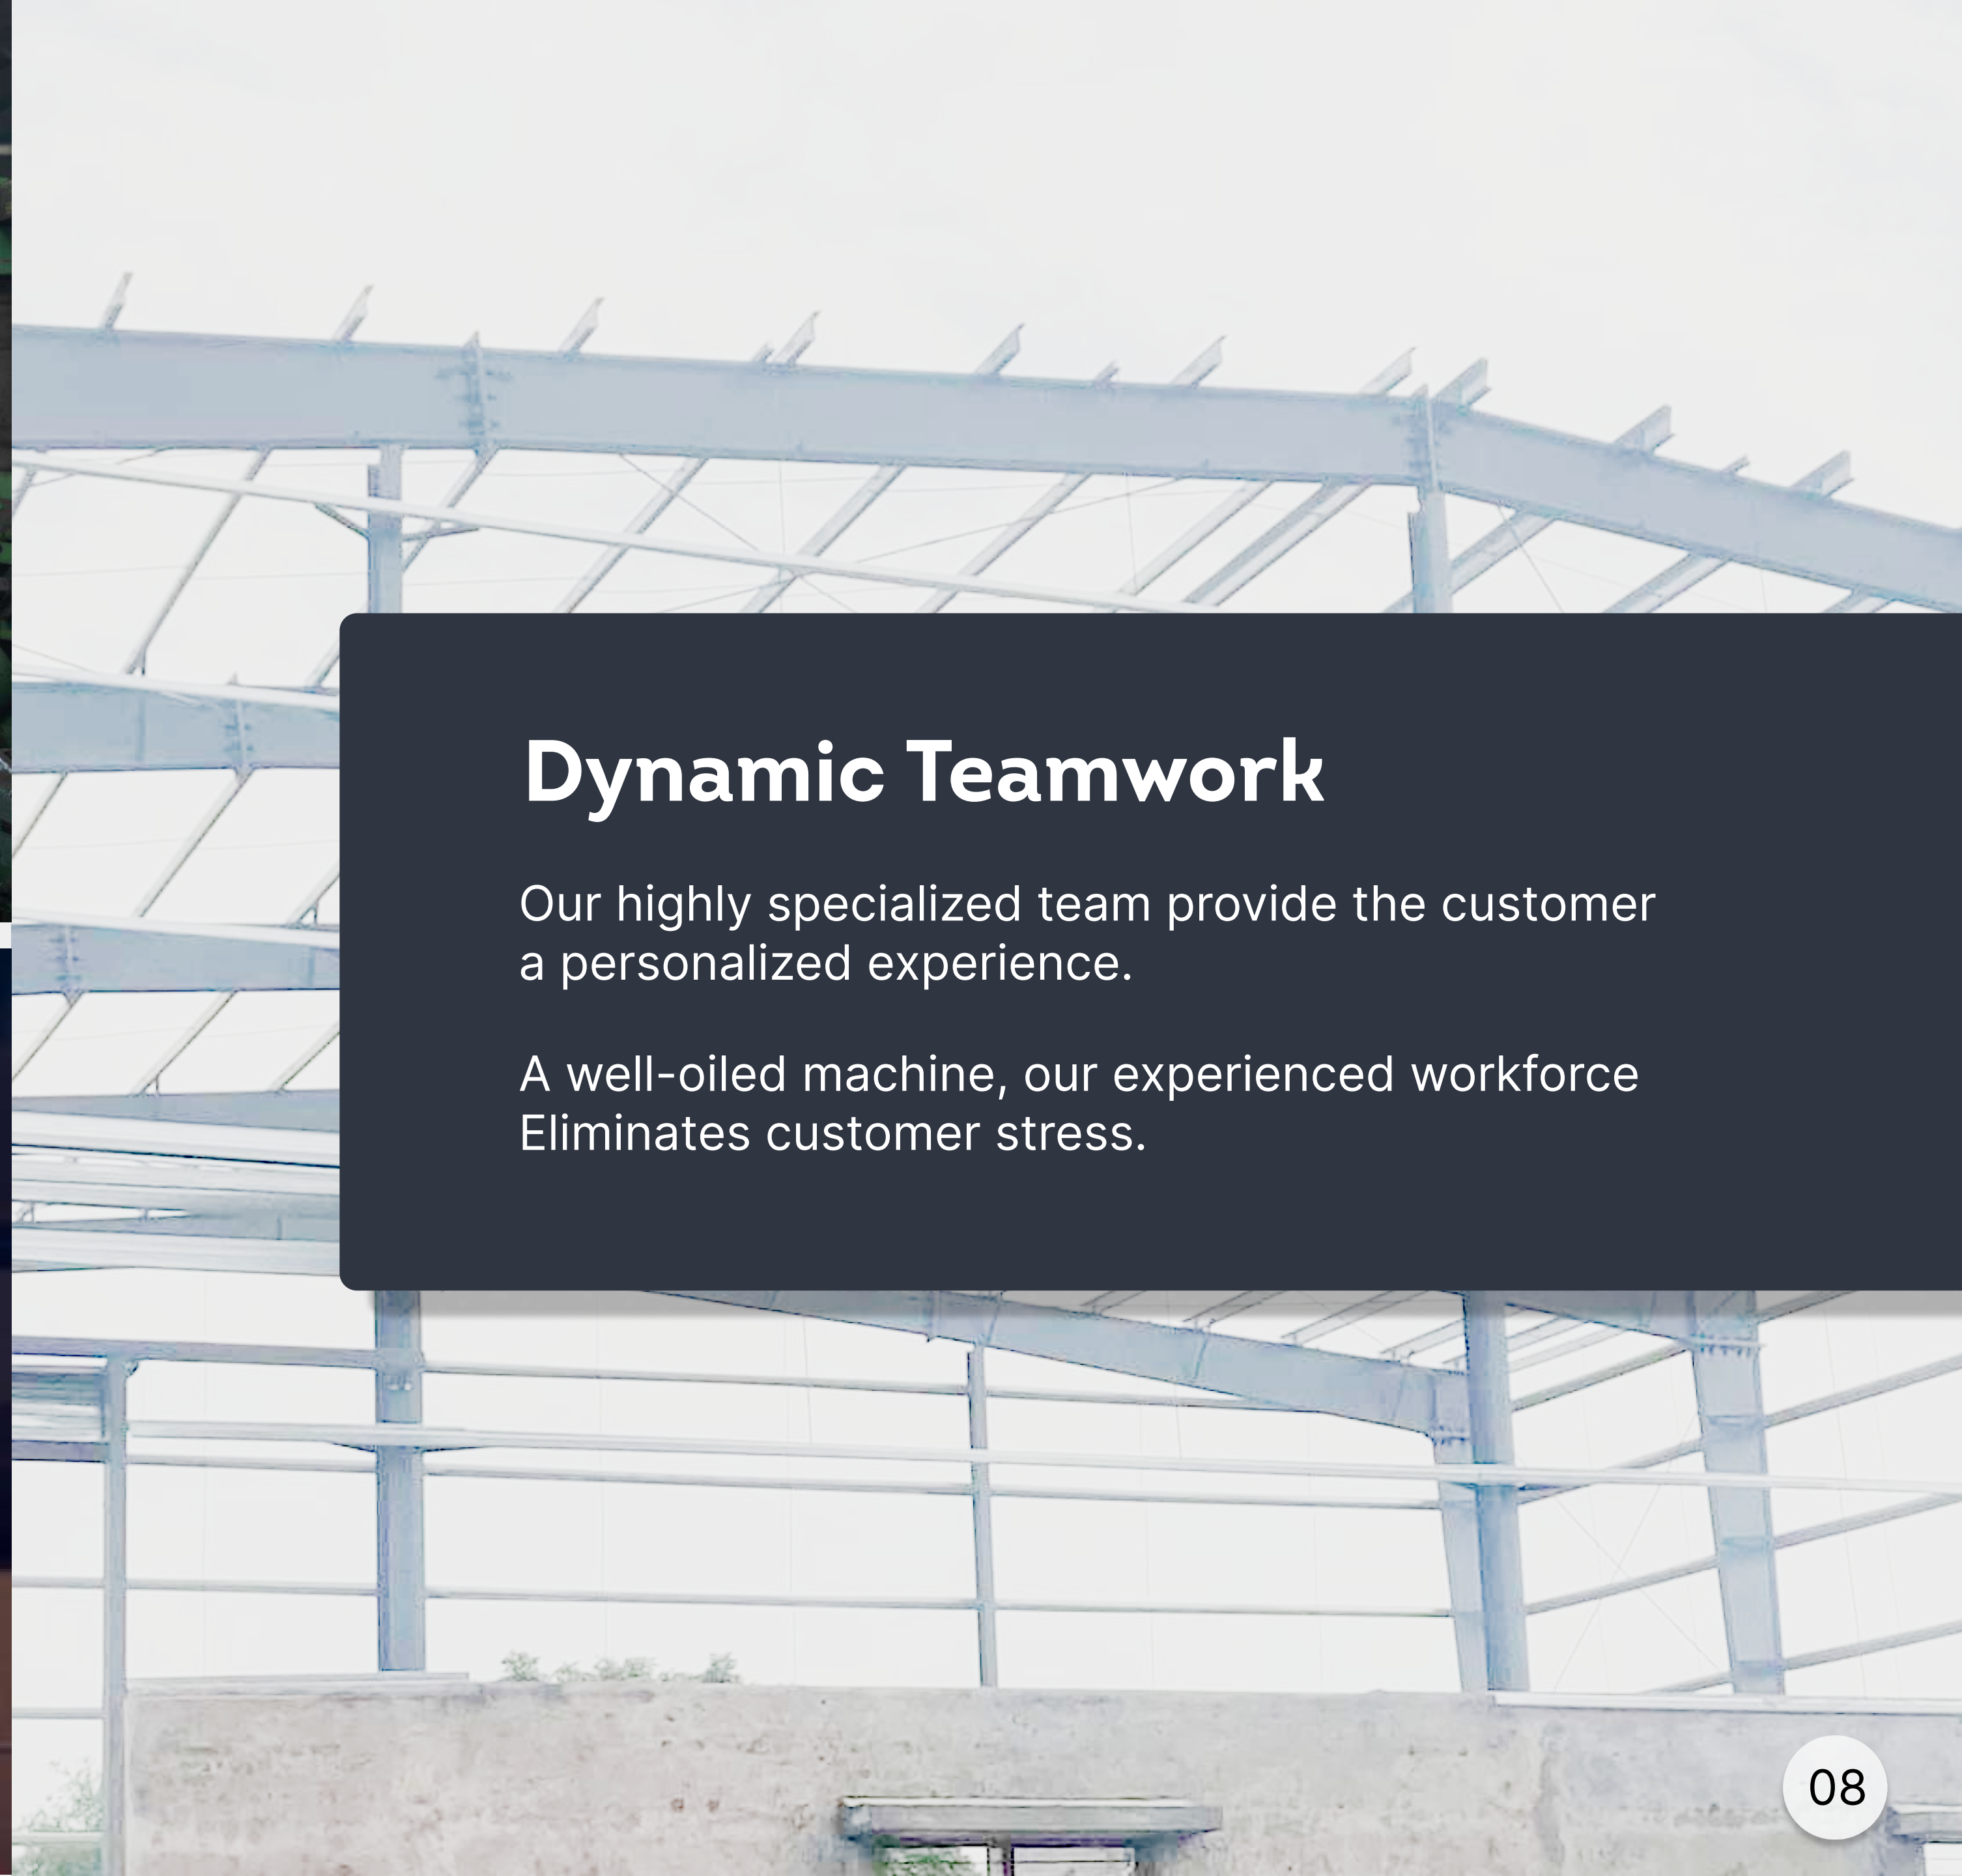 Dynamic Teamwork
Our highly specialized team provide the customer
a personalized experience.
A well-oiled machine, our experienced workforce
Eliminates customer stress.
08